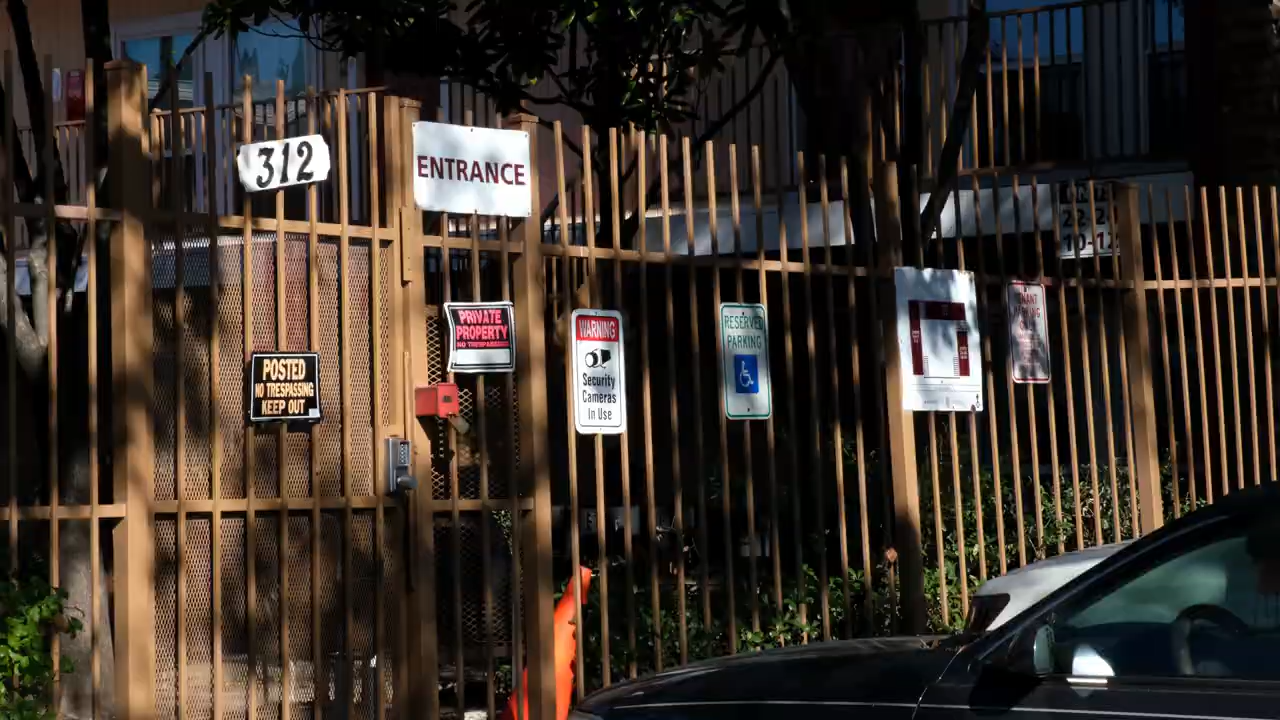 312
ENTRANCE
PRIVATE
PROPERTY
NO TRESPASSING
POSTED
NO TRESPASSING
KEEP OUT
WARNING
Security
Cameras
In Use
RESERVED
PARKING